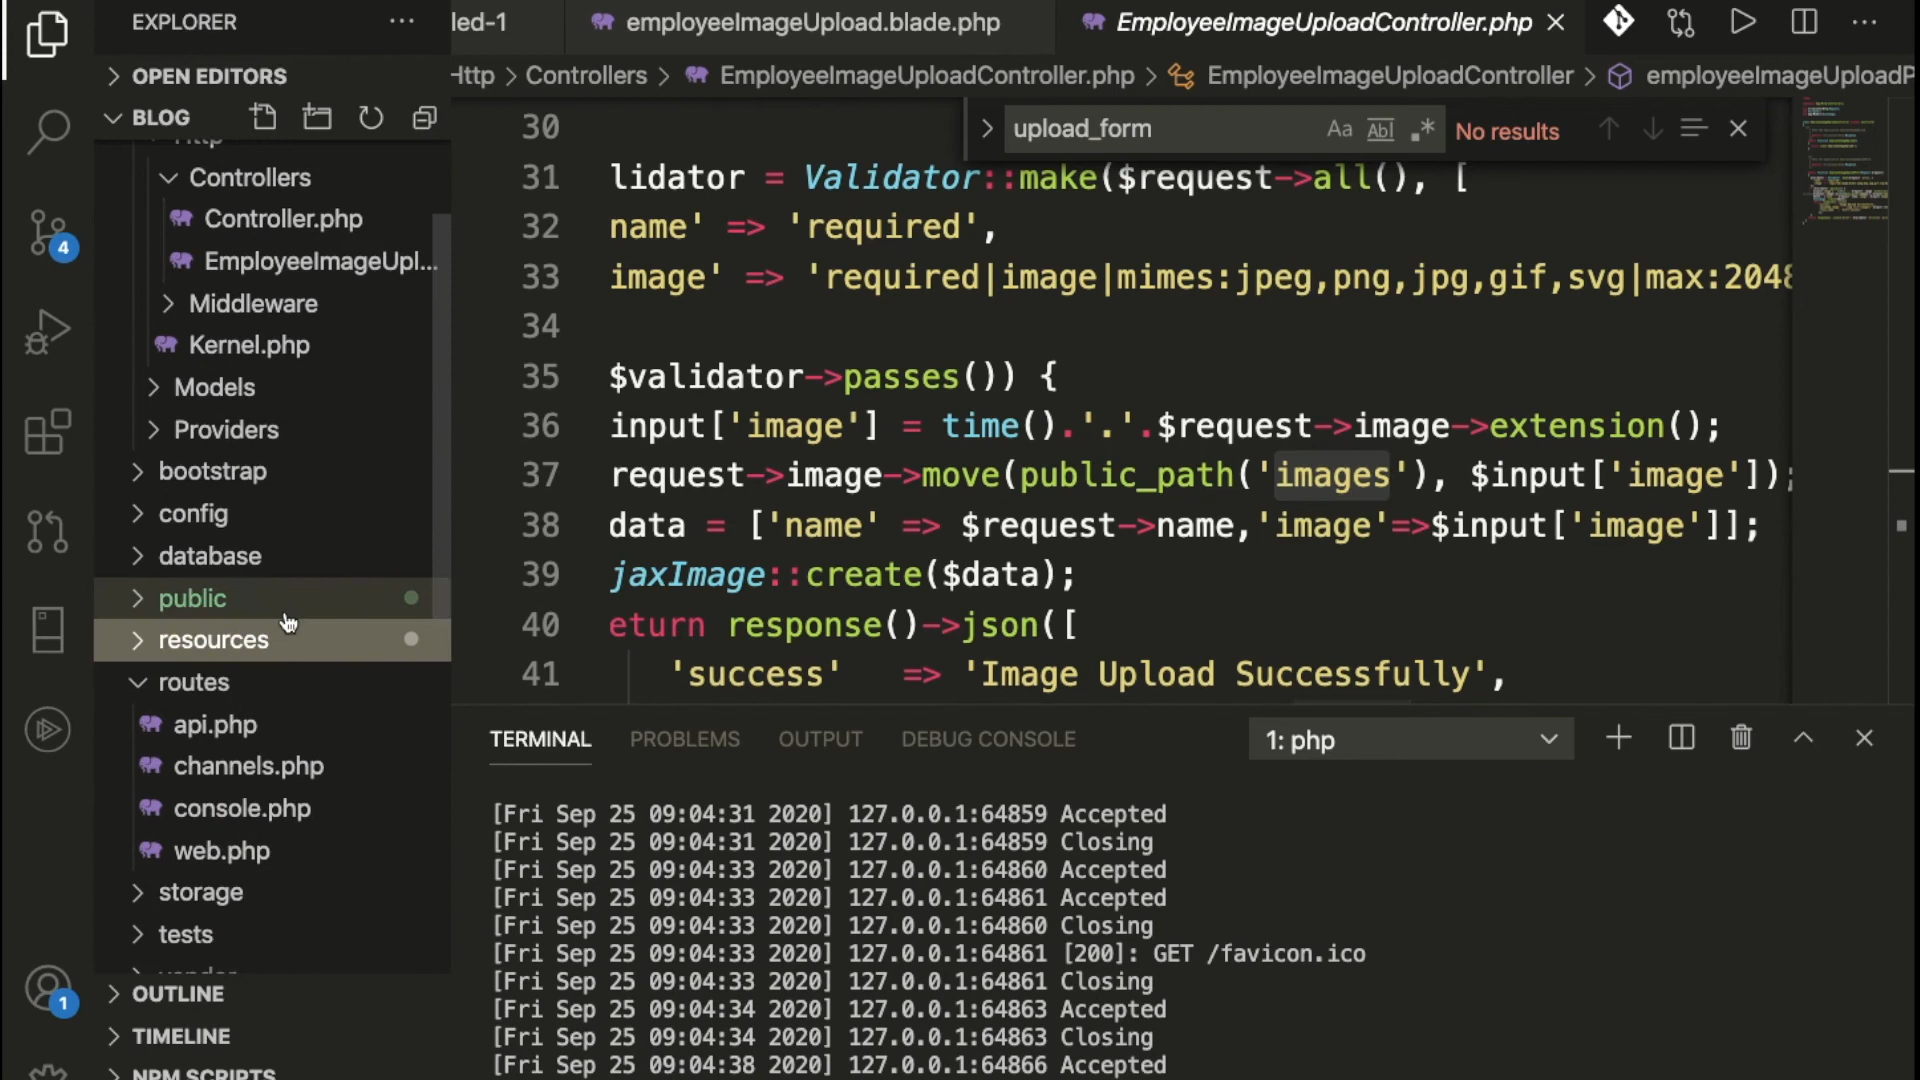 EXPLORER
led-1
employeeImageUpload.blade.php
EmployeeImageUploadController.php
OPEN EDITORS
Http > Controllers > EmployeeImageUploadController.php > EmployeeImageUploadController > employeeImageUploadP
BLOG
Http
Controllers
Controller.php
EmployeeImageUpl...
Middleware
Kernel.php
Models
Providers
bootstrap
config
database
public
resources
routes
api.php
channels.php
console.php
web.php
storage
tests
vendor
OUTLINE
TIMELINE
NPM SCRIPTS
4
1
upload_form
Aa
Abl
No results
30
31 lidator = Validator::make($request->all(), [
32 name' => 'required',
33 image' => 'required|image|mimes:jpeg,png,jpg,gif,svg|max:2048
34
35 $validator->passes()) {
36 input['image'] = time().'.'.$request->image->extension();
37 request->image->move(public_path('images'), $input['image']);
38 data = ['name' => $request->name,'image'=>$input['image']];
39 jaxImage::create($data);
40 eturn response()->json([
41 'success' => 'Image Upload Successfully',
TERMINAL
PROBLEMS
OUTPUT
DEBUG CONSOLE
1: php
[Fri Sep 25 09:04:31 2020] 127.0.0.1:64859 Accepted
[Fri Sep 25 09:04:31 2020] 127.0.0.1:64859 Closing
[Fri Sep 25 09:04:33 2020] 127.0.0.1:64860 Accepted
[Fri Sep 25 09:04:33 2020] 127.0.0.1:64861 Accepted
[Fri Sep 25 09:04:33 2020] 127.0.0.1:64860 Closing
[Fri Sep 25 09:04:33 2020] 127.0.0.1:64861 [200]: GET /favicon.ico
[Fri Sep 25 09:04:33 2020] 127.0.0.1:64861 Closing
[Fri Sep 25 09:04:34 2020] 127.0.0.1:64863 Accepted
[Fri Sep 25 09:04:34 2020] 127.0.0.1:64863 Closing
[Fri Sep 25 09:04:38 2020] 127.0.0.1:64866 Accepted